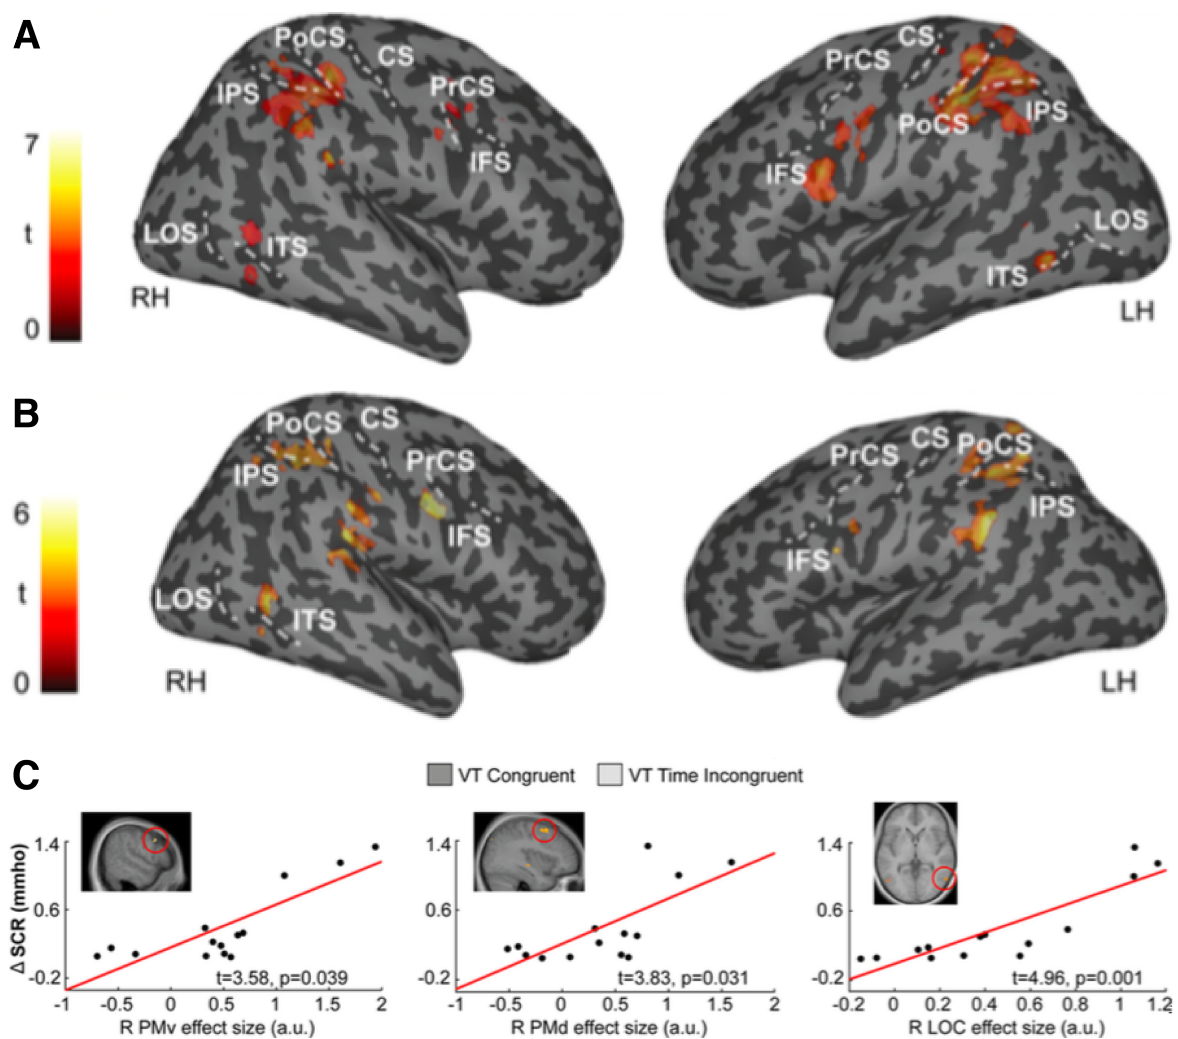 A
PoCS CS CS
PrCS
IPS PrCS PoCS IPS
7
IFS IFS
t
LOS ITS LOS
ITS
0 RH LH
B
PoCS CS CS PoCS
PrCS PrCS
IPS IPS
6
IFS IFS
t
LOS ITS
0 RH LH
C
VT Congruent VT Time Incongruent
Δ SCR (mmho)
1.4 0.6 -0.2
t=3.58, p=0.039
-1 -0.5 0 0.5 1 1.5 2
R PMv effect size (a.u.)
1.4 0.6 -0.2
t=3.83, p=0.031
-1 -0.5 0 0.5 1 1.5 2
R PMd effect size (a.u.)
1.4 0.6 -0.2
t=4.96, p=0.001
-0.2 0 0.2 0.4 0.6 0.8 1 1.2
R LOC effect size (a.u.)